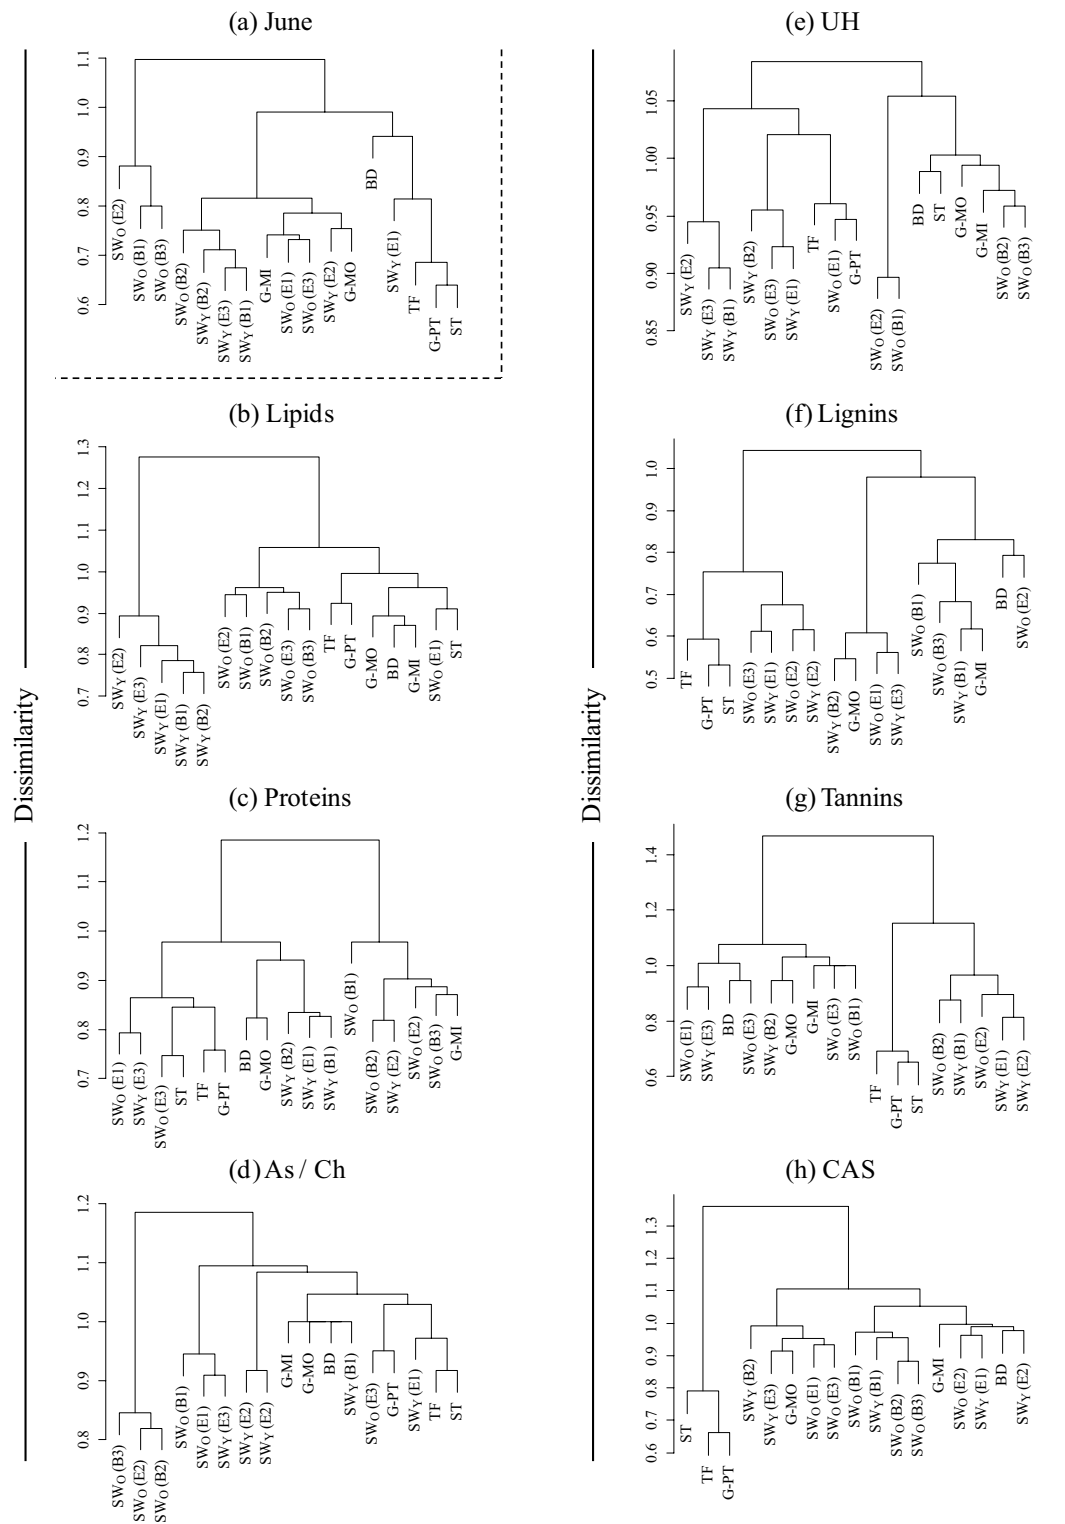 (a) June
Dissimilarity
1.1
1.0
0.9
0.8
0.7
0.6
SWO (E2)
SWO (B1)
SWO (B3)
SWO (B2)
SWY (B2)
SWY (E3)
SWY (B1)
G-MI
SWO (E1)
SWO (E3)
SWY (E2)
G-MO
BD
SWY (E1)
TF
G-PT
ST
(b) Lipids
1.3
1.2
1.1
1.0
0.9
0.8
0.7
SWY (E2)
SWY (E3)
SWY (E1)
SWY (B1)
SWY (B2)
SWO (E2)
SWO (B1)
SWO (B2)
SWO (E3)
SWO (B3)
TF
G-PT
G-MO
BD
G-MI
SWO (E1)
ST
(c) Proteins
1.2
1.0
0.9
0.8
0.7
SWO (E1)
SWY (E3)
SWO (E3)
ST
TF
G-PT
BD
G-MO
SWY (B2)
SWY (E1)
SWY (B1)
SWO (B1)
SWO (B2)
SWY (E2)
SWO (E2)
SWO (B3)
G-MI
(d) As / Ch
1.2
1.1
1.0
0.9
0.8
SWO (B3)
SWO (E2)
SWO (B2)
SWO (B1)
SWO (E1)
SWY (E3)
SWY (E2)
SWY (E2)
G-MI
G-MO
BD
SWY (B1)
SWO (E3)
G-PT
SWY (E1)
TF
ST
(e) UH
Dissimilarity
1.05
1.00
0.95
0.90
0.85
SWY (E2)
SWY (E3)
SWY (B1)
SWY (B2)
SWO (E3)
SWY (E1)
TF
SWO (E1)
G-PT
SWO (E2)
SWO (B1)
BD
ST
G-MO
G-MI
SWO (B2)
SWO (B3)
(f) Lignins
1.0
0.9
0.8
0.7
0.6
0.5
TF
G-PT
ST
SWO (E3)
SWY (E1)
SWO (E2)
SWY (E2)
SWY (B2)
G-MO
SWO (E1)
SWY (E3)
SWO (B1)
SWO (B3)
SWY (B1)
G-MI
BD
SWO (E2)
(g) Tannins
1.4
1.2
1.0
0.8
0.6
SWO (E1)
SWY (E3)
BD
SWO (E3)
SWY (B2)
G-MO
G-MI
SWO (E3)
SWO (B1)
TF
G-PT
ST
SWO (B2)
SWY (B1)
SWO (E2)
SWY (E1)
SWY (E2)
(h) CAS
1.3
1.2
1.1
1.0
0.9
0.8
0.7
0.6
ST
TF
G-PT
SWY (B2)
SWY (E3)
G-MO
SWO (E1)
SWO (E3)
SWO (B1)
SWY (B1)
SWO (B2)
SWO (B3)
G-MI
SWO (E2)
SWY (E1)
BD
SWY (E2)